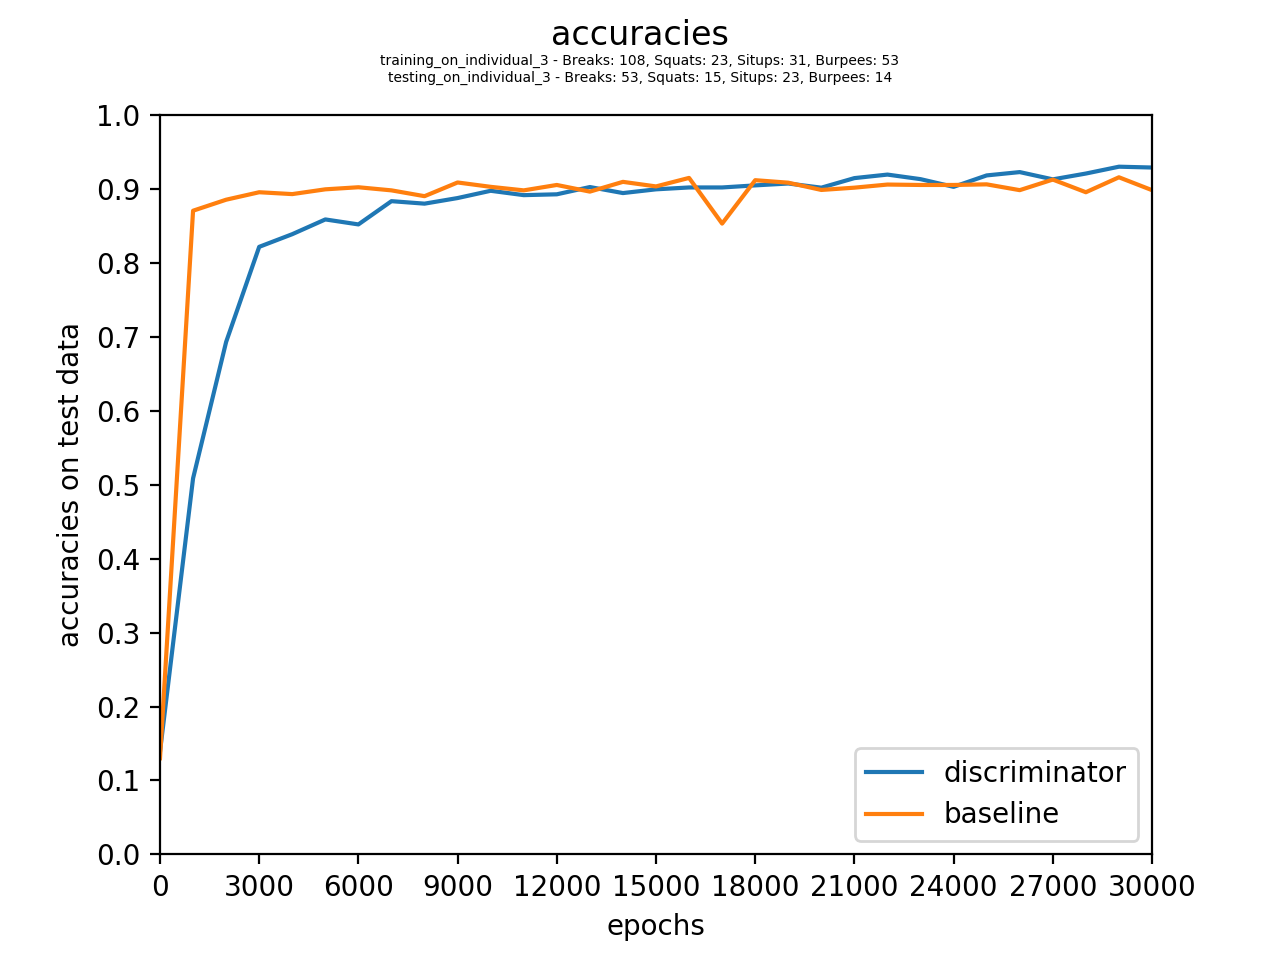 accuracies
training_on_individual_3 - Breaks: 108, Squats: 23, Situps: 31, Burpees: 53
testing_on_individual_3 - Breaks: 53, Squats: 15, Situps: 23, Burpees: 14
1.0
0.9
0.8
0.7
0.6
0.5
0.4
0.3
0.2
0.1
0.0
accuracies on test data
discriminator
baseline
0 3000 6000 9000 12000 15000 18000 21000 24000 27000 30000
epochs